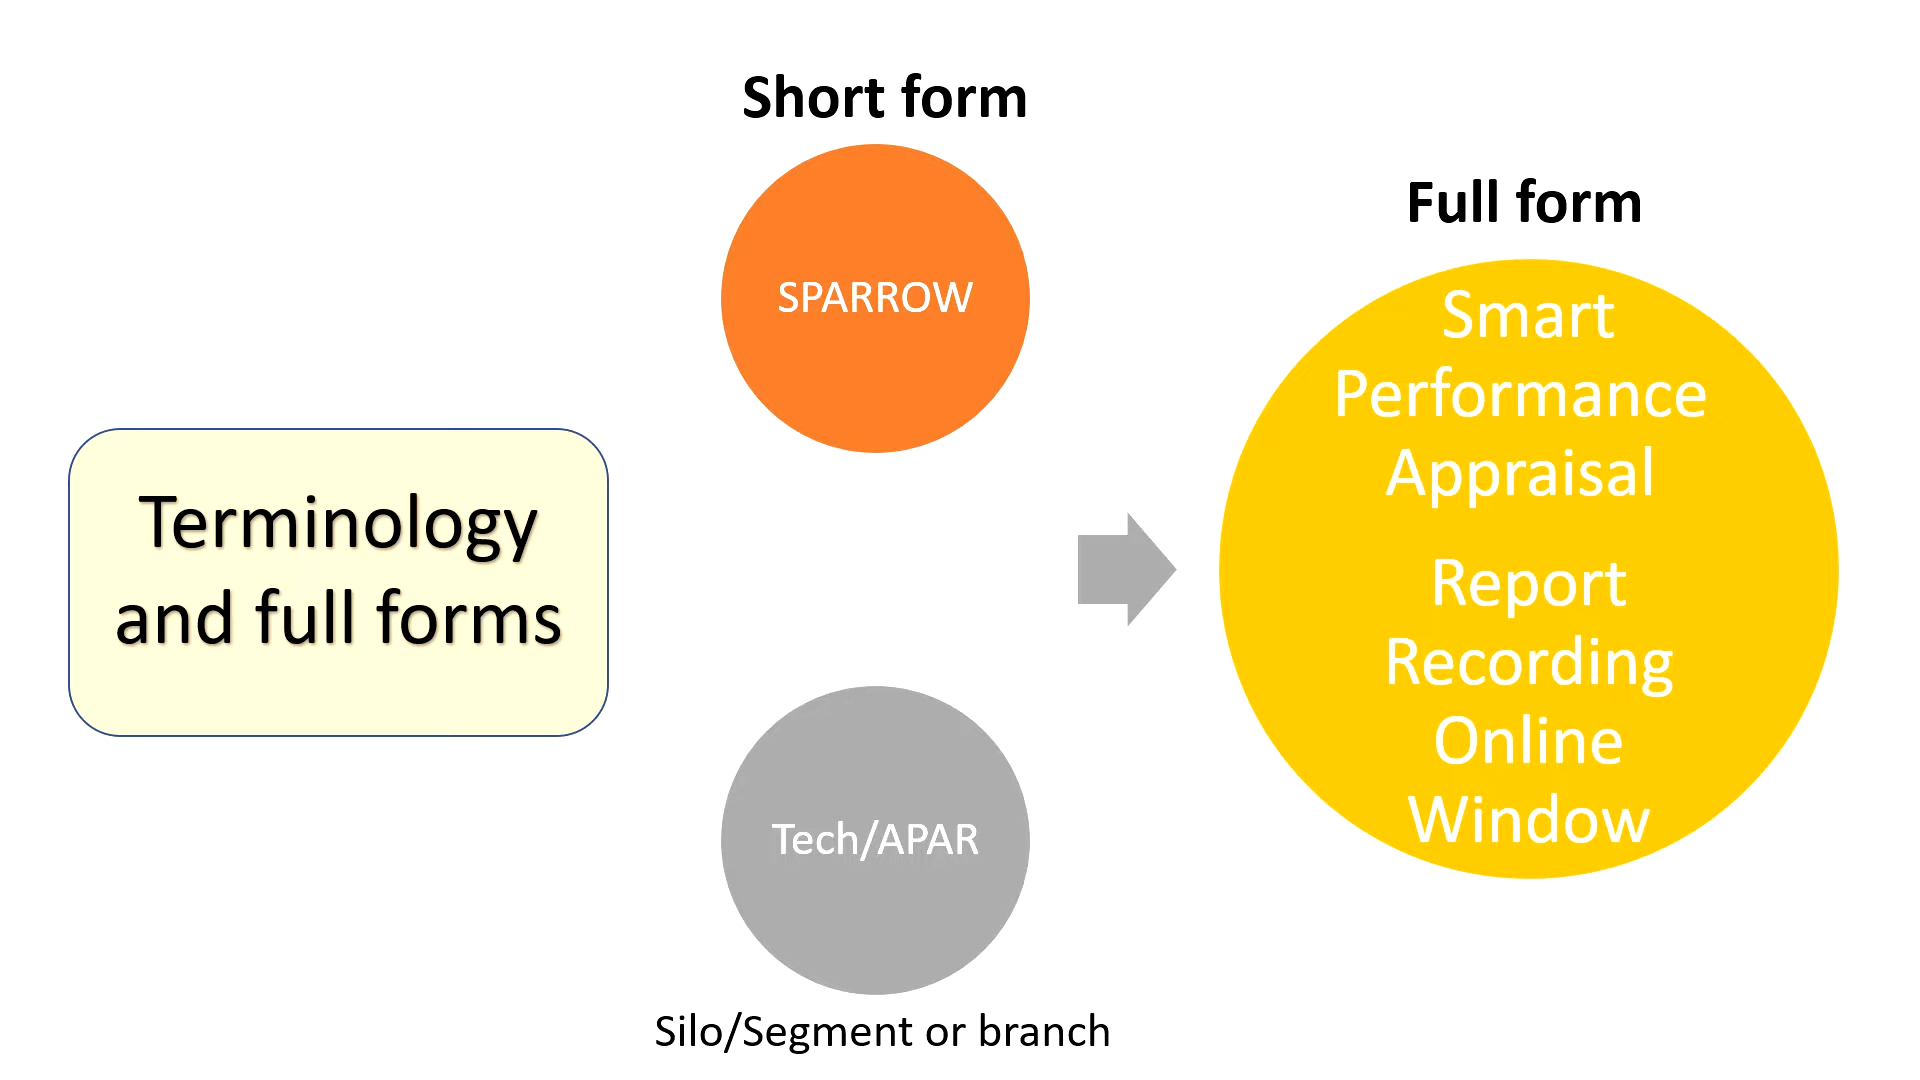 Terminology
and full forms
Short form
SPARROW
Tech/APAR
Silo/Segment or branch
Full form
Smart
Performance
Appraisal
Report
Recording
Online
Window